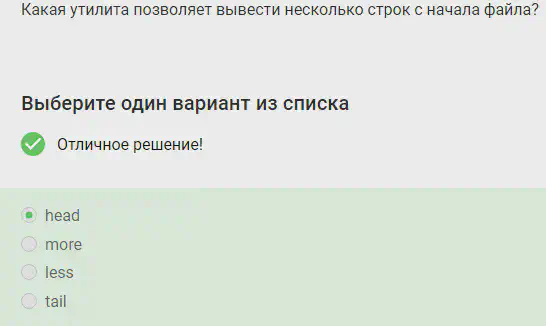 Какая утилита позволяет вывести несколько строк с начала файла?
Выберите один вариант из списка
Отличное решение!
head
more
less
tail